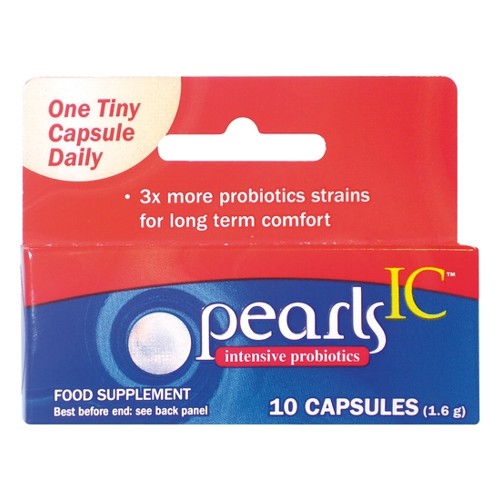 One Tiny
Capsule
Daily
• 3x more probiotics strains
for long term comfort
pearls IC™
intensive probiotics
FOOD SUPPLEMENT
Best before end: see back panel
10 CAPSULES (1.6 g)